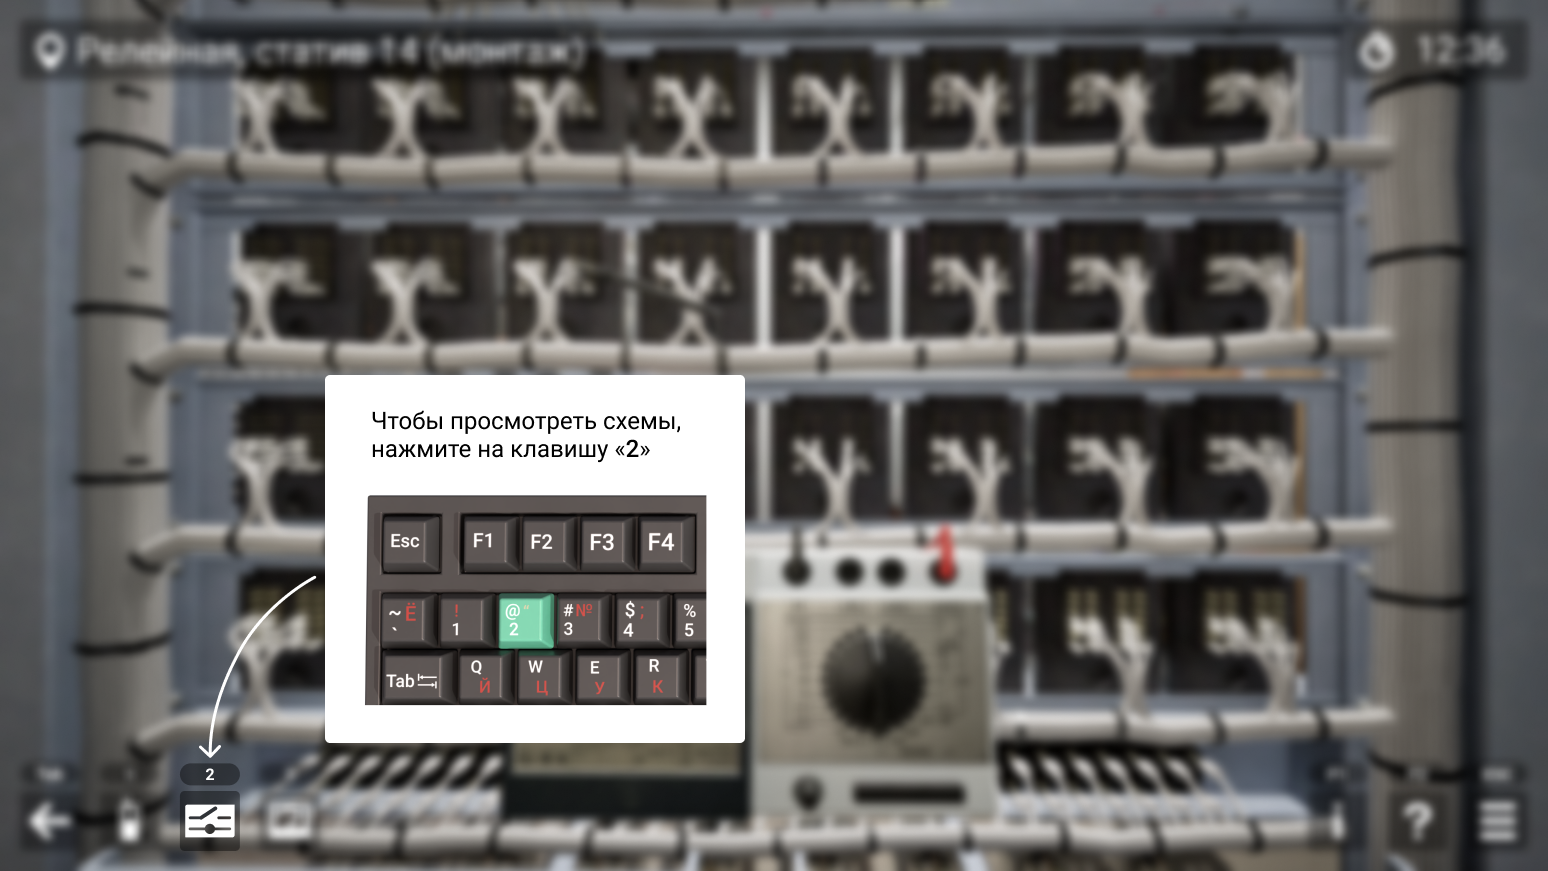 Релейная, статив 14 (монтаж)
12:36
Чтобы просмотреть схемы,
нажмите на клавишу «2»
Esc F1 F2 F3 F4
~ Ё ` ! 1 @ " 2 # № 3 $ ; 4 % 5
Tab Q Й W Ц E У R К
2
?